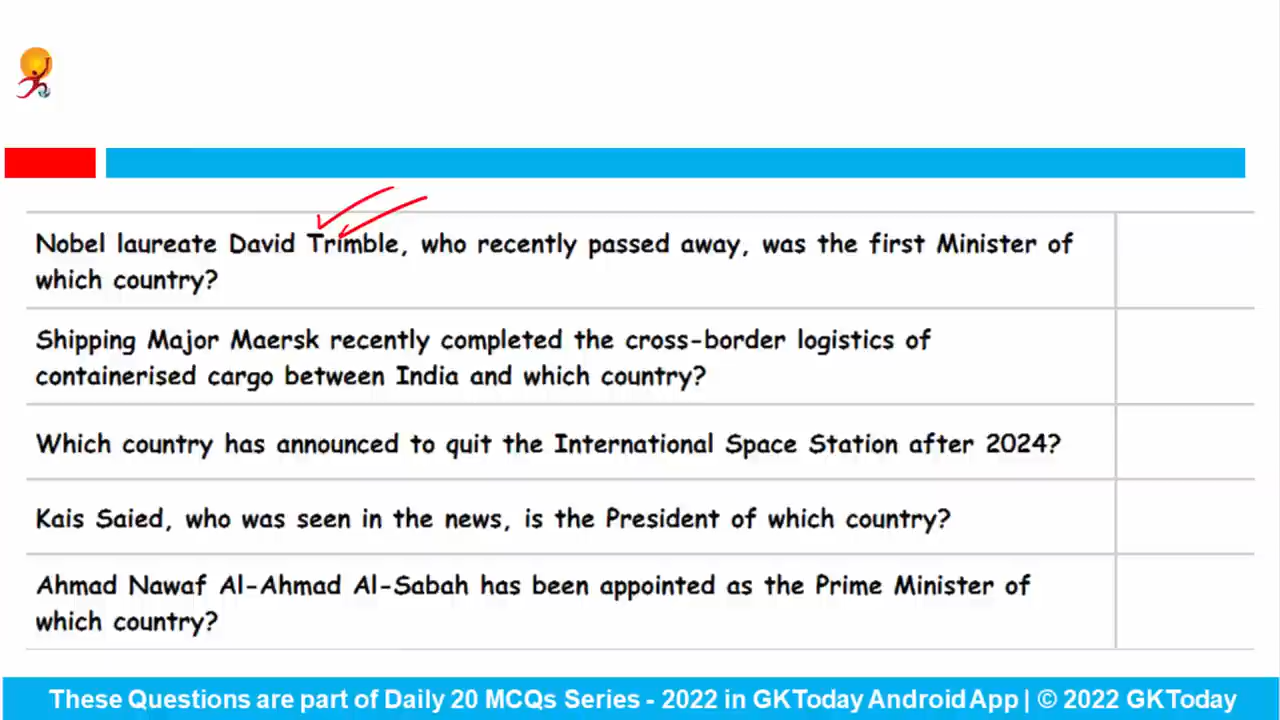 Nobel laureate David Trimble, who recently passed away, was the first Minister of
which country?
Shipping Major Maersk recently completed the cross-border logistics of
containerised cargo between India and which country?
Which country has announced to quit the International Space Station after 2024?
Kais Saied, who was seen in the news, is the President of which country?
Ahmad Nawaf Al-Ahmad Al-Sabah has been appointed as the Prime Minister of
which country?
These Questions are part of Daily 20 MCQs Series - 2022 in GKToday Android App | © 2022 GKToday